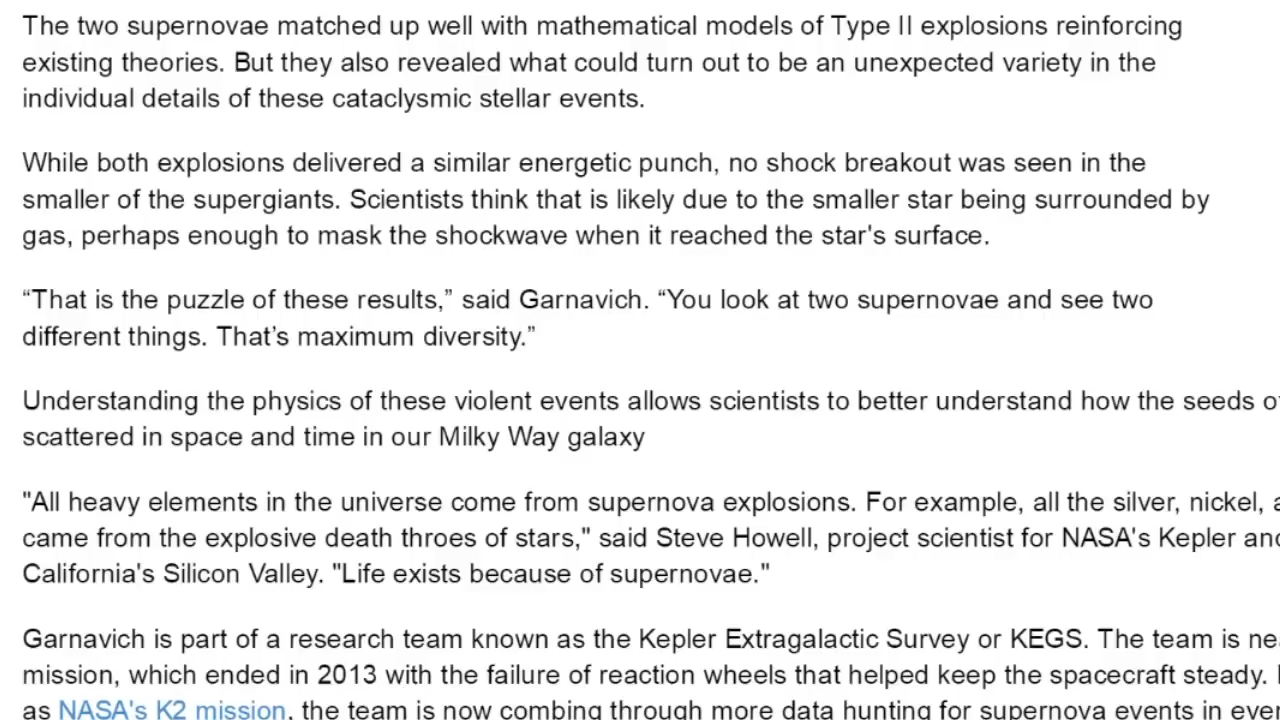 The two supernovae matched up well with mathematical models of Type II explosions reinforcing
existing theories. But they also revealed what could turn out to be an unexpected variety in the
individual details of these cataclysmic stellar events.
While both explosions delivered a similar energetic punch, no shock breakout was seen in the
smaller of the supergiants. Scientists think that is likely due to the smaller star being surrounded by
gas, perhaps enough to mask the shockwave when it reached the star's surface.
“That is the puzzle of these results,” said Garnavich. “You look at two supernovae and see two
different things. That’s maximum diversity.”
Understanding the physics of these violent events allows scientists to better understand how the seeds
scattered in space and time in our Milky Way galaxy
"All heavy elements in the universe come from supernova explosions. For example, all the silver, nickel,
came from the explosive death throes of stars," said Steve Howell, project scientist for NASA's Kepler
California's Silicon Valley. "Life exists because of supernovae."
Garnavich is part of a research team known as the Kepler Extragalactic Survey or KEGS. The team is
mission, which ended in 2013 with the failure of reaction wheels that helped keep the spacecraft steady.
as NASA's K2 mission, the team is now combing through more data hunting for supernova events in